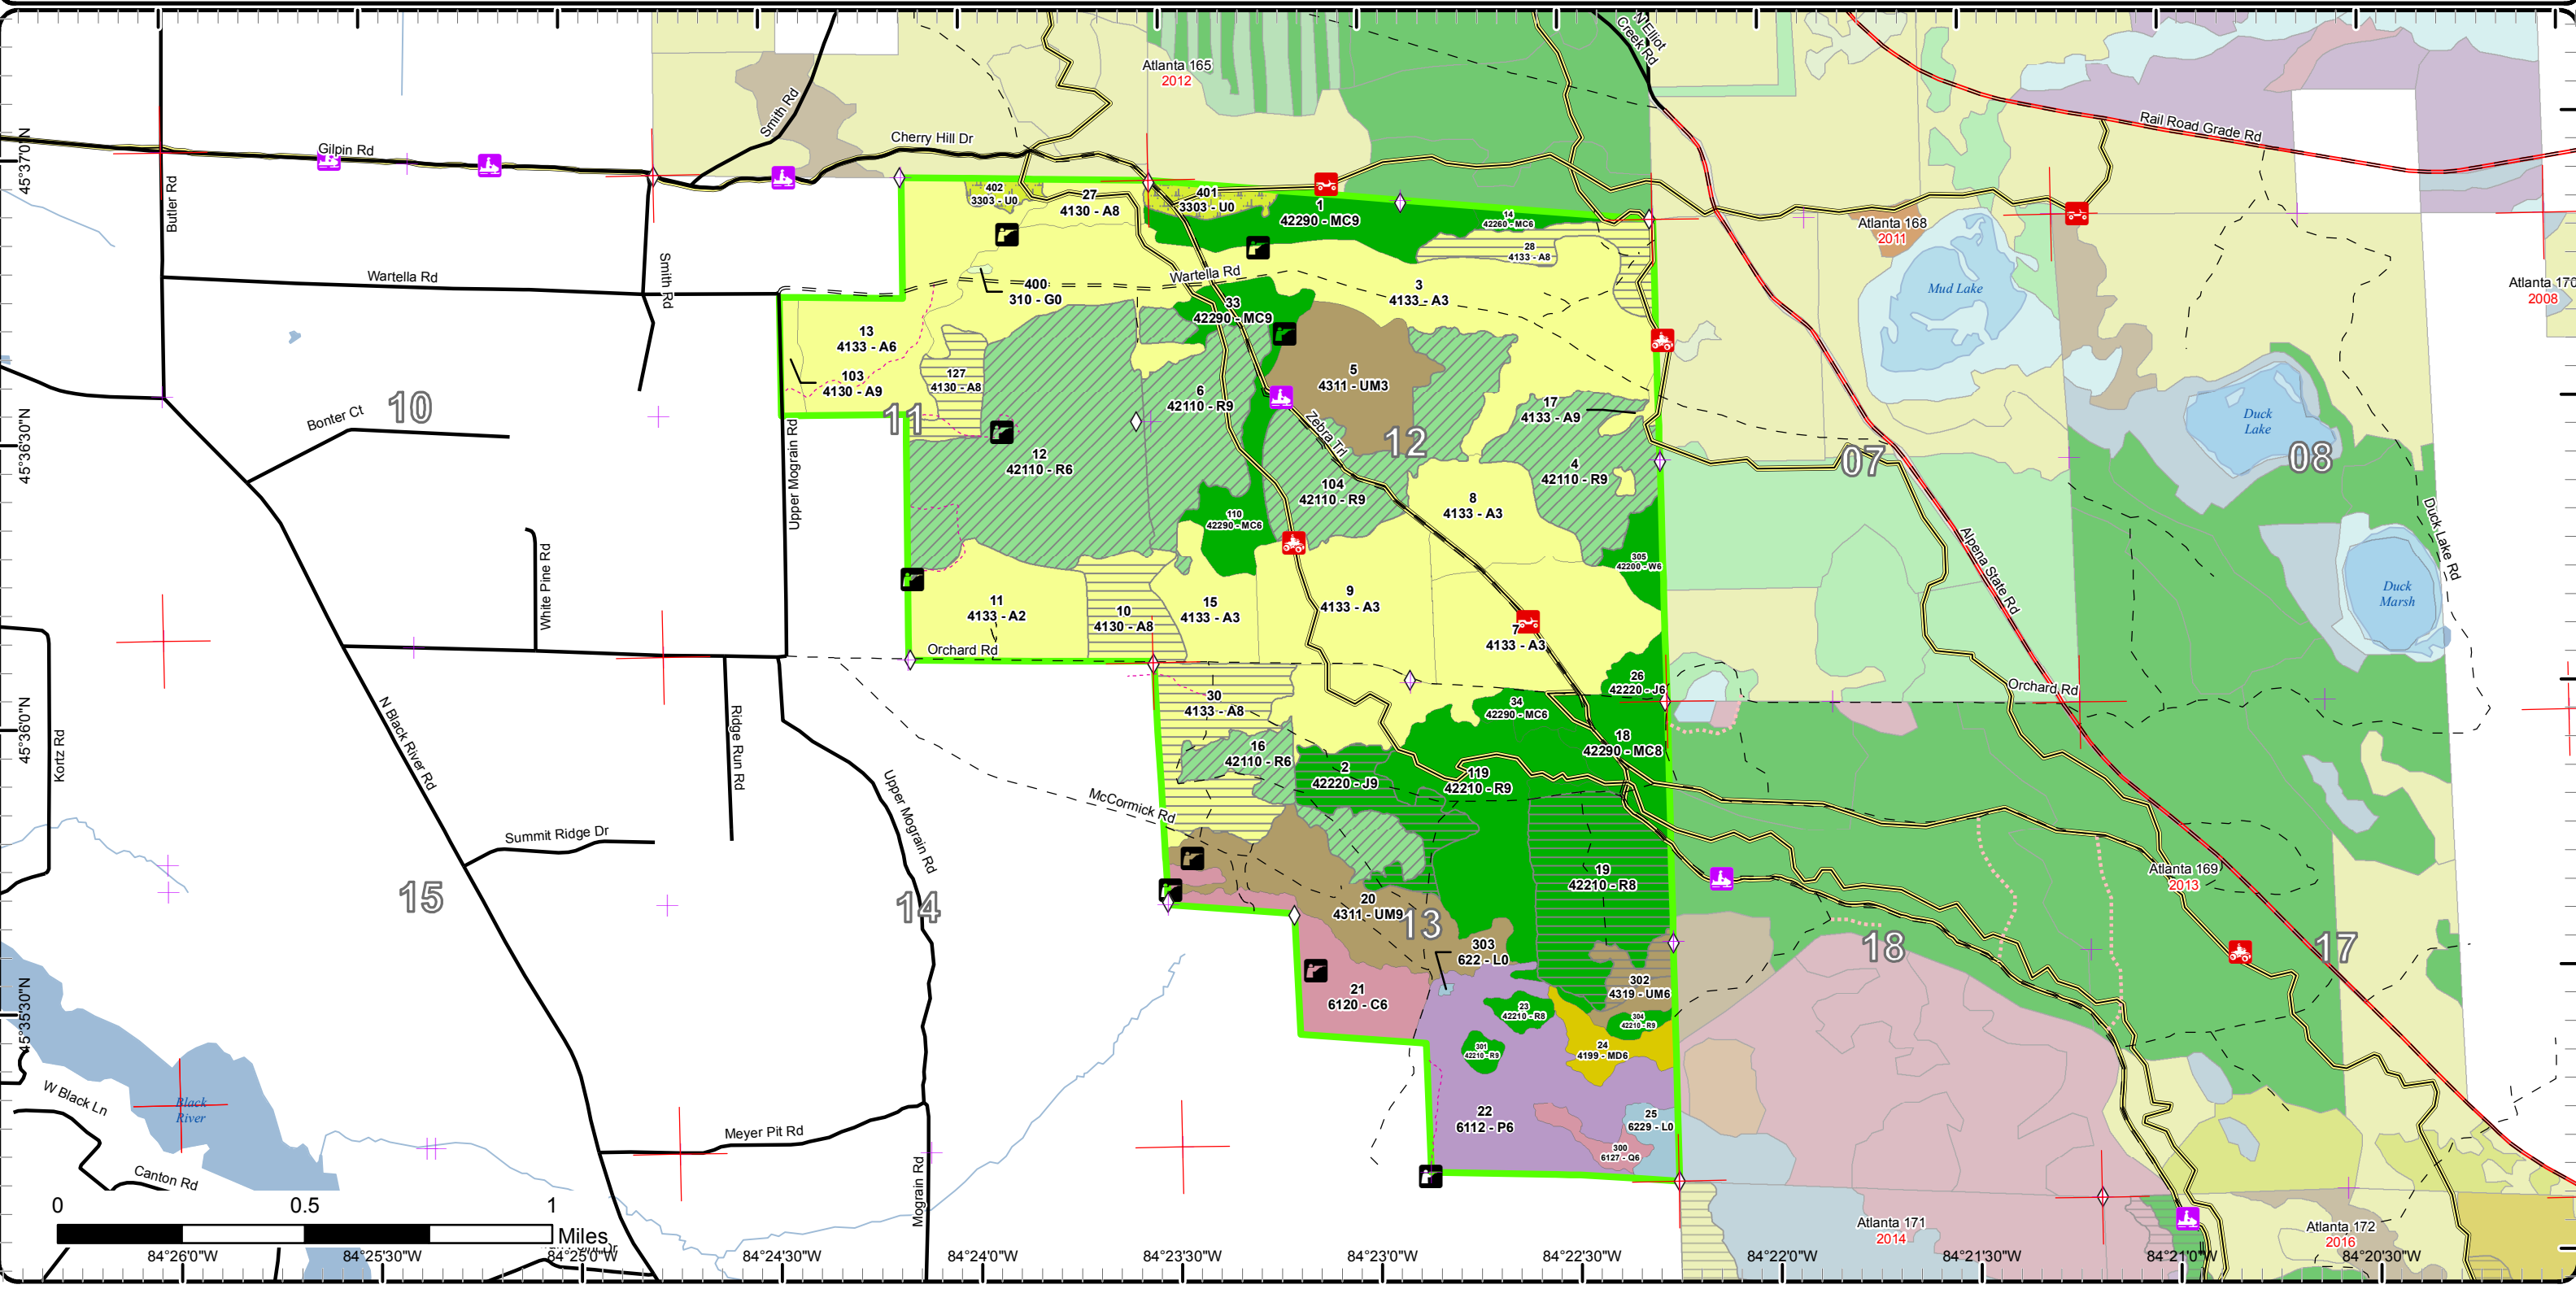 N Elliot
Creek Rd
Atlanta 165
2012
Smith Rd
Rail Road Grade Rd
Cherry Hill Dr
Gilpin Rd
45°37'0"N
Butler Rd
402
3303 - U0
27
4130 - A8
401
3303 - U0
1
42290 - MC9
14
42260 - MC6
Atlanta 168
2011
28
4133 - A8
Smith Rd
Wartella Rd
Wartella Rd
400
310 - G0
3
4133 - A3
Mud Lake
Atlanta 170
2008
33
42290 - MC9
13
4133 - A6
103
4130 - A9
127
4130 - A8
5
4311 - UM3
6
42110 - R9
17
4133 - A9
Duck
Lake
10
Bonter Ct
11
12
Zebra Trl
07
08
45°36'30"N
Upper Mograin Rd
12
42110 - R6
4
42110 - R9
104
42110 - R9
8
4133 - A3
110
42290 - MC6
Duck Lake Rd
Alpena State Rd
305
42200 - W6
White Pine Rd
Duck
Marsh
11
4133 - A2
10
4130 - A8
15
4133 - A3
9
4133 - A3
7
4133 - A3
Orchard Rd
26
42220 - J6
Orchard Rd
30
4133 - A8
34
42290 - MC6
45°36'0"N
Kortz Rd
N Black River Rd
Ridge Run Rd
18
42290 - MC8
16
42110 - R6
2
42220 - J9
119
42210 - R9
Upper Mograin Rd
McCormick Rd
Summit Ridge Dr
19
42210 - R8
Atlanta 169
2013
15
14
20
4311 - UM9
13
18
17
303
622 - L0
302
4319 - UM6
21
6120 - C6
23
42210 - R8
304
42210 - R9
45°35'30"N
301
42210 - R9
24
4199 - MD6
W Black Ln
Black
River
22
6112 - P6
25
6229 - L0
Meyer Pit Rd
300
6127 - Q6
Canton Rd
Mograin Rd
0 0.5 1
Miles
Atlanta 171
2014
Atlanta 172
2016
84°26'0"W 84°25'30"W 84°25'0"W 84°24'30"W 84°24'0"W 84°23'30"W 84°23'0"W 84°22'30"W 84°22'0"W 84°21'30"W 84°21'0"W 84°20'30"W